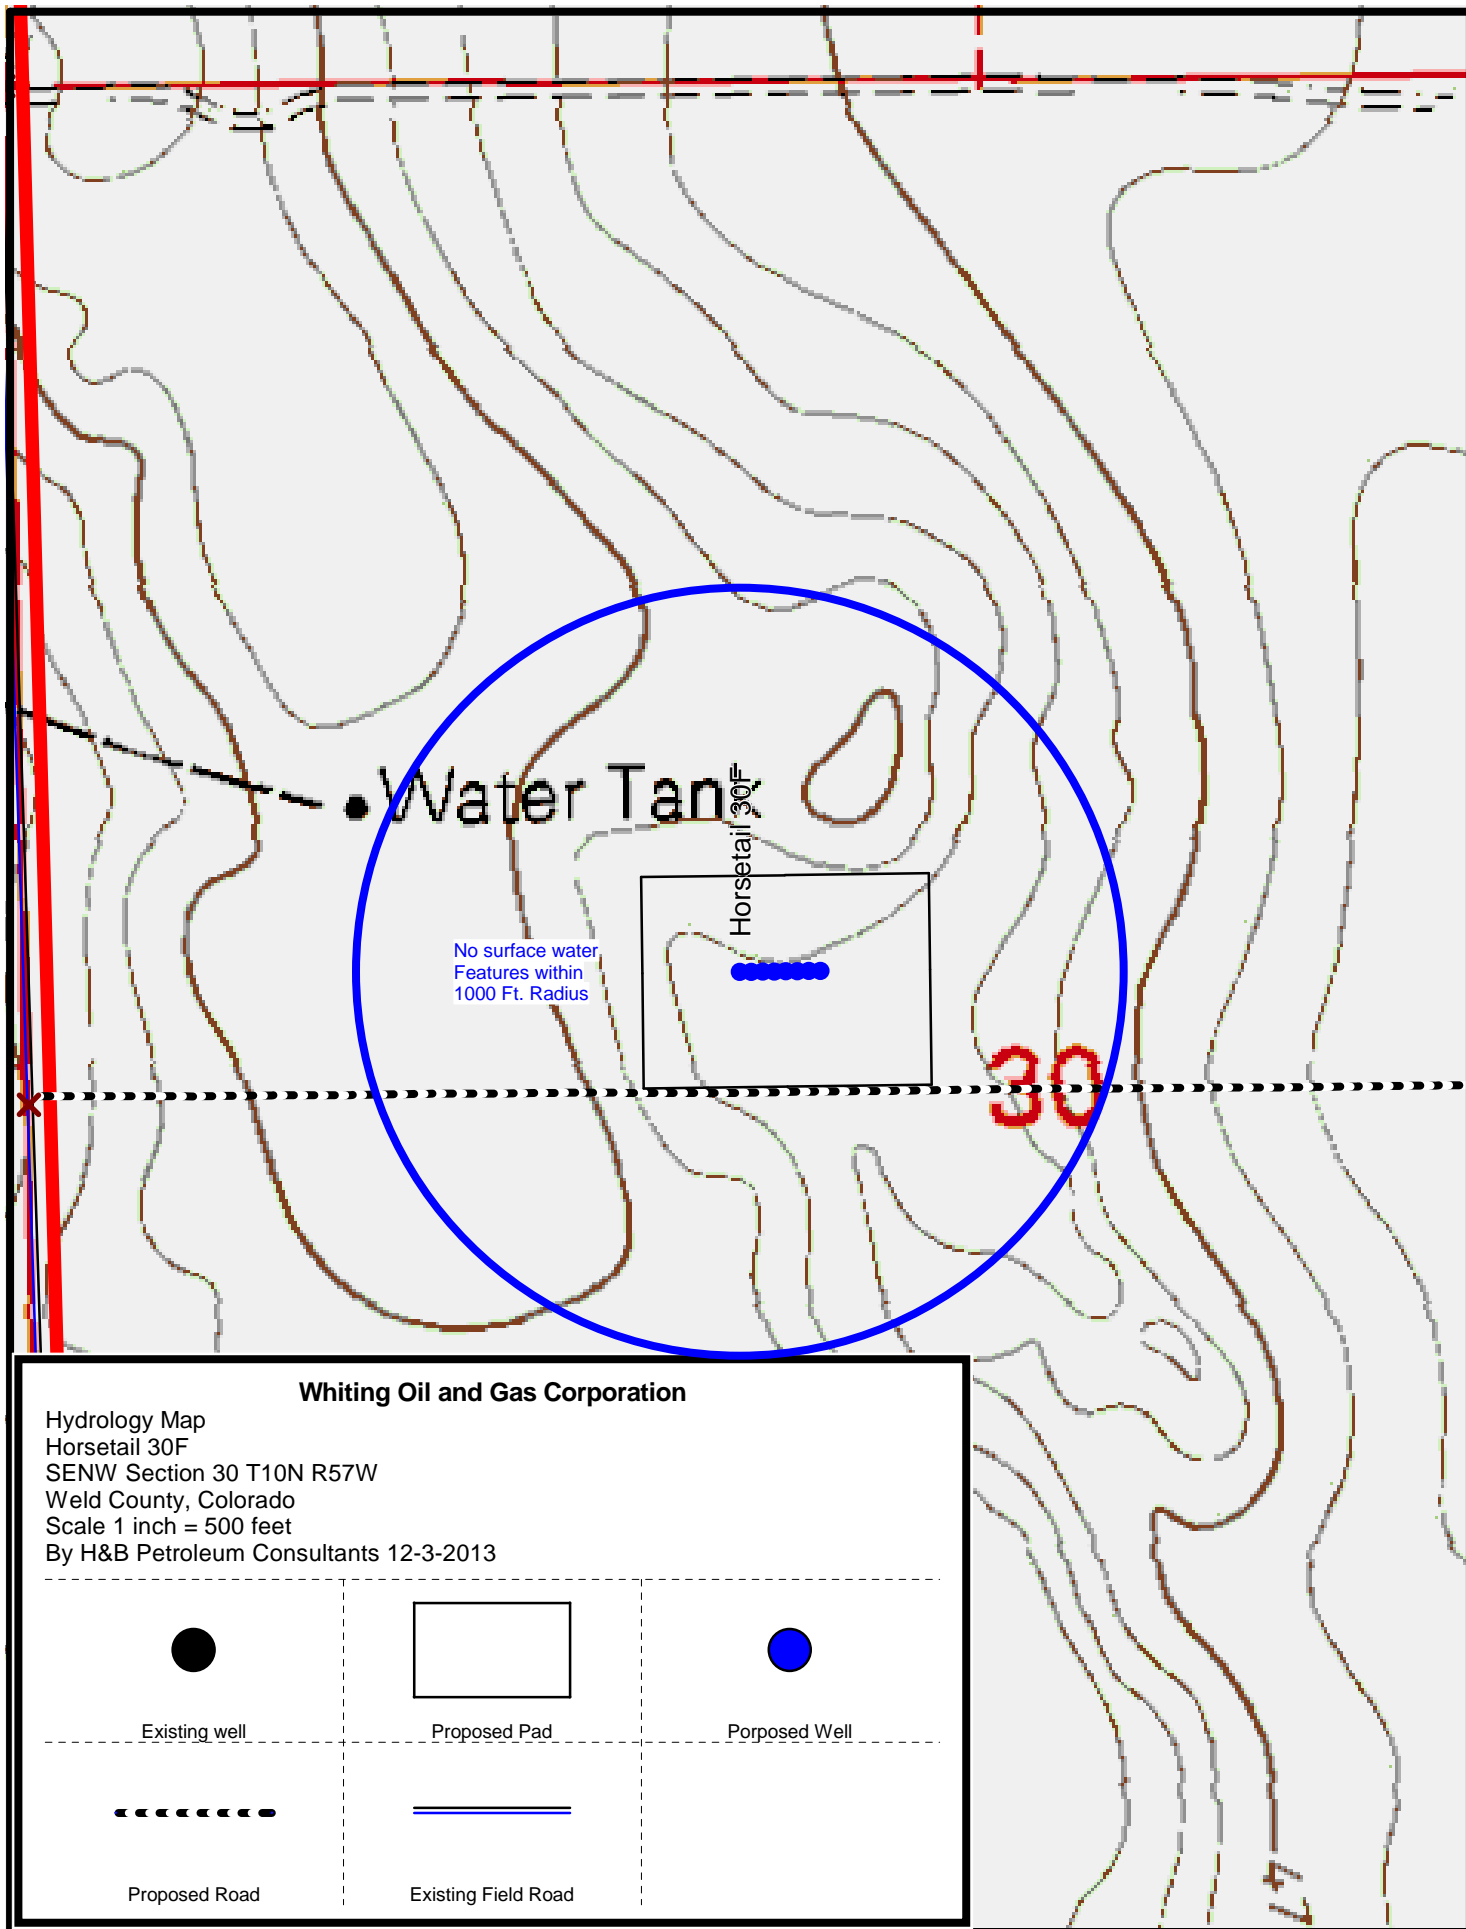 Water Tank
Horsetail 30F
No surface water
Features within
1000 Ft. Radius
30
Whiting Oil and Gas Corporation
Hydrology Map
Horsetail 30F
SENW Section 30 T10N R57W
Weld County, Colorado
Scale 1 inch = 500 feet
By H&B Petroleum Consultants 12-3-2013
Existing well
Proposed Pad
Porposed Well
Proposed Road
Existing Field Road